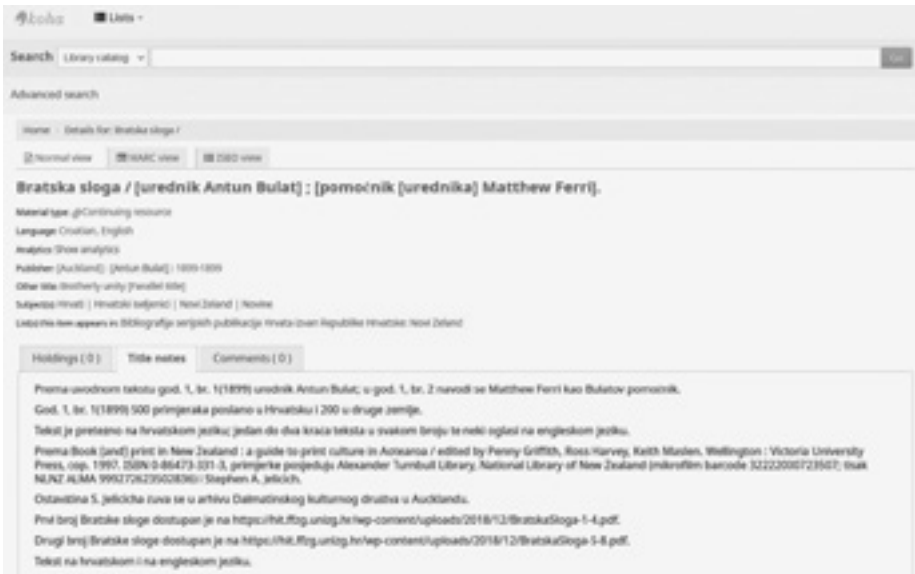 koha Lists
Search Library catalog Go
Advanced search
Home Details for: Bratska sloga /
Normal view MARC view ISBD view
Bratska sloga / [urednik Antun Bulat] ; [pomoćnik [urednika] Matthew Ferri].
Material type: Continuing resource
Language: Croatian, English
Analytics: Show analytics
Publisher: [Auckland] : [Antun Bulat] : 1899-1899
Other title: Brotherly unity [Parallel title]
Subject(s): Hrvati | Hrvatski iseljenici | Novi Zeland | Novine
List(s) this item appears in: Bibliografija serijskih publikacija Hrvata izvan Republike Hrvatske: Novi Zeland
Holdings ( 0 ) Title notes Comments ( 0 )
Prema uvodnom tekstu god. 1, br. 1(1899) urednik Antun Bulat; u god. 1, br. 2 navodi se Matthew Ferri kao Bulatov pomoćnik.
God. 1, br. 1(1899) 500 primjeraka poslano u Hrvatsku i 200 u druge zemlje.
Tekst je pretezno na hrvatskom jeziku; jedan do dva kraca teksta u svakom broju te neki oglasi na engleskom jeziku.
Prema Book [and] print in New Zealand : a guide to print culture in Aotearoa / edited by Penny Griffith, Ross Harvey, Keith Maslen. Wellington : Victoria University
Press, cop. 1997. ISBN 0-86473-331-3, primjerke posjeduju Alexander Turnbull Library, National Library of New Zealand (mikrofilm barcode 32222000723507; tisak
NLNZ ALMA 999272623502836) i Stephen A. Jelicich.
Ostavština S. Jelicicha cuva se u arhivu Dalmatinskog kulturnog drustva u Aucklandu.
Prvi broj Bratske sloge dostupan je na https://hit.ffzg.unizg.hr/wp-content/uploads/2018/12/BratskaSloga-1-4.pdf.
Drugi broj Bratske sloge dostupan je na https://hit.ffzg.unizg.hr/wp-content/uploads/2018/12/BratskaSloga-5-8.pdf.
Tekst na hrvatskom i na engleskom jeziku.